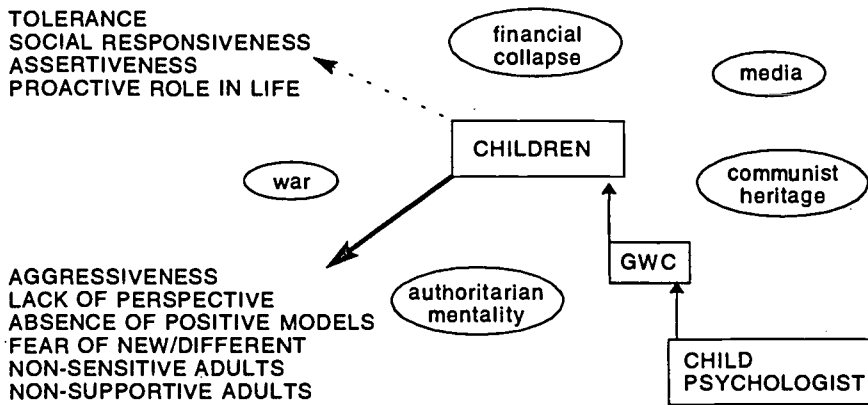 TOLERANCE
SOCIAL RESPONSIVENESS
ASSERTIVENESS
PROACTIVE ROLE IN LIFE
financial
collapse
media
CHILDREN
war
communist
heritage
GWC
authoritarian
mentality
AGGRESSIVENESS
LACK OF PERSPECTIVE
ABSENCE OF POSITIVE MODELS
FEAR OF NEW/DIFFERENT
NON-SENSITIVE ADULTS
NON-SUPPORTIVE ADULTS
CHILD
PSYCHOLOGIST